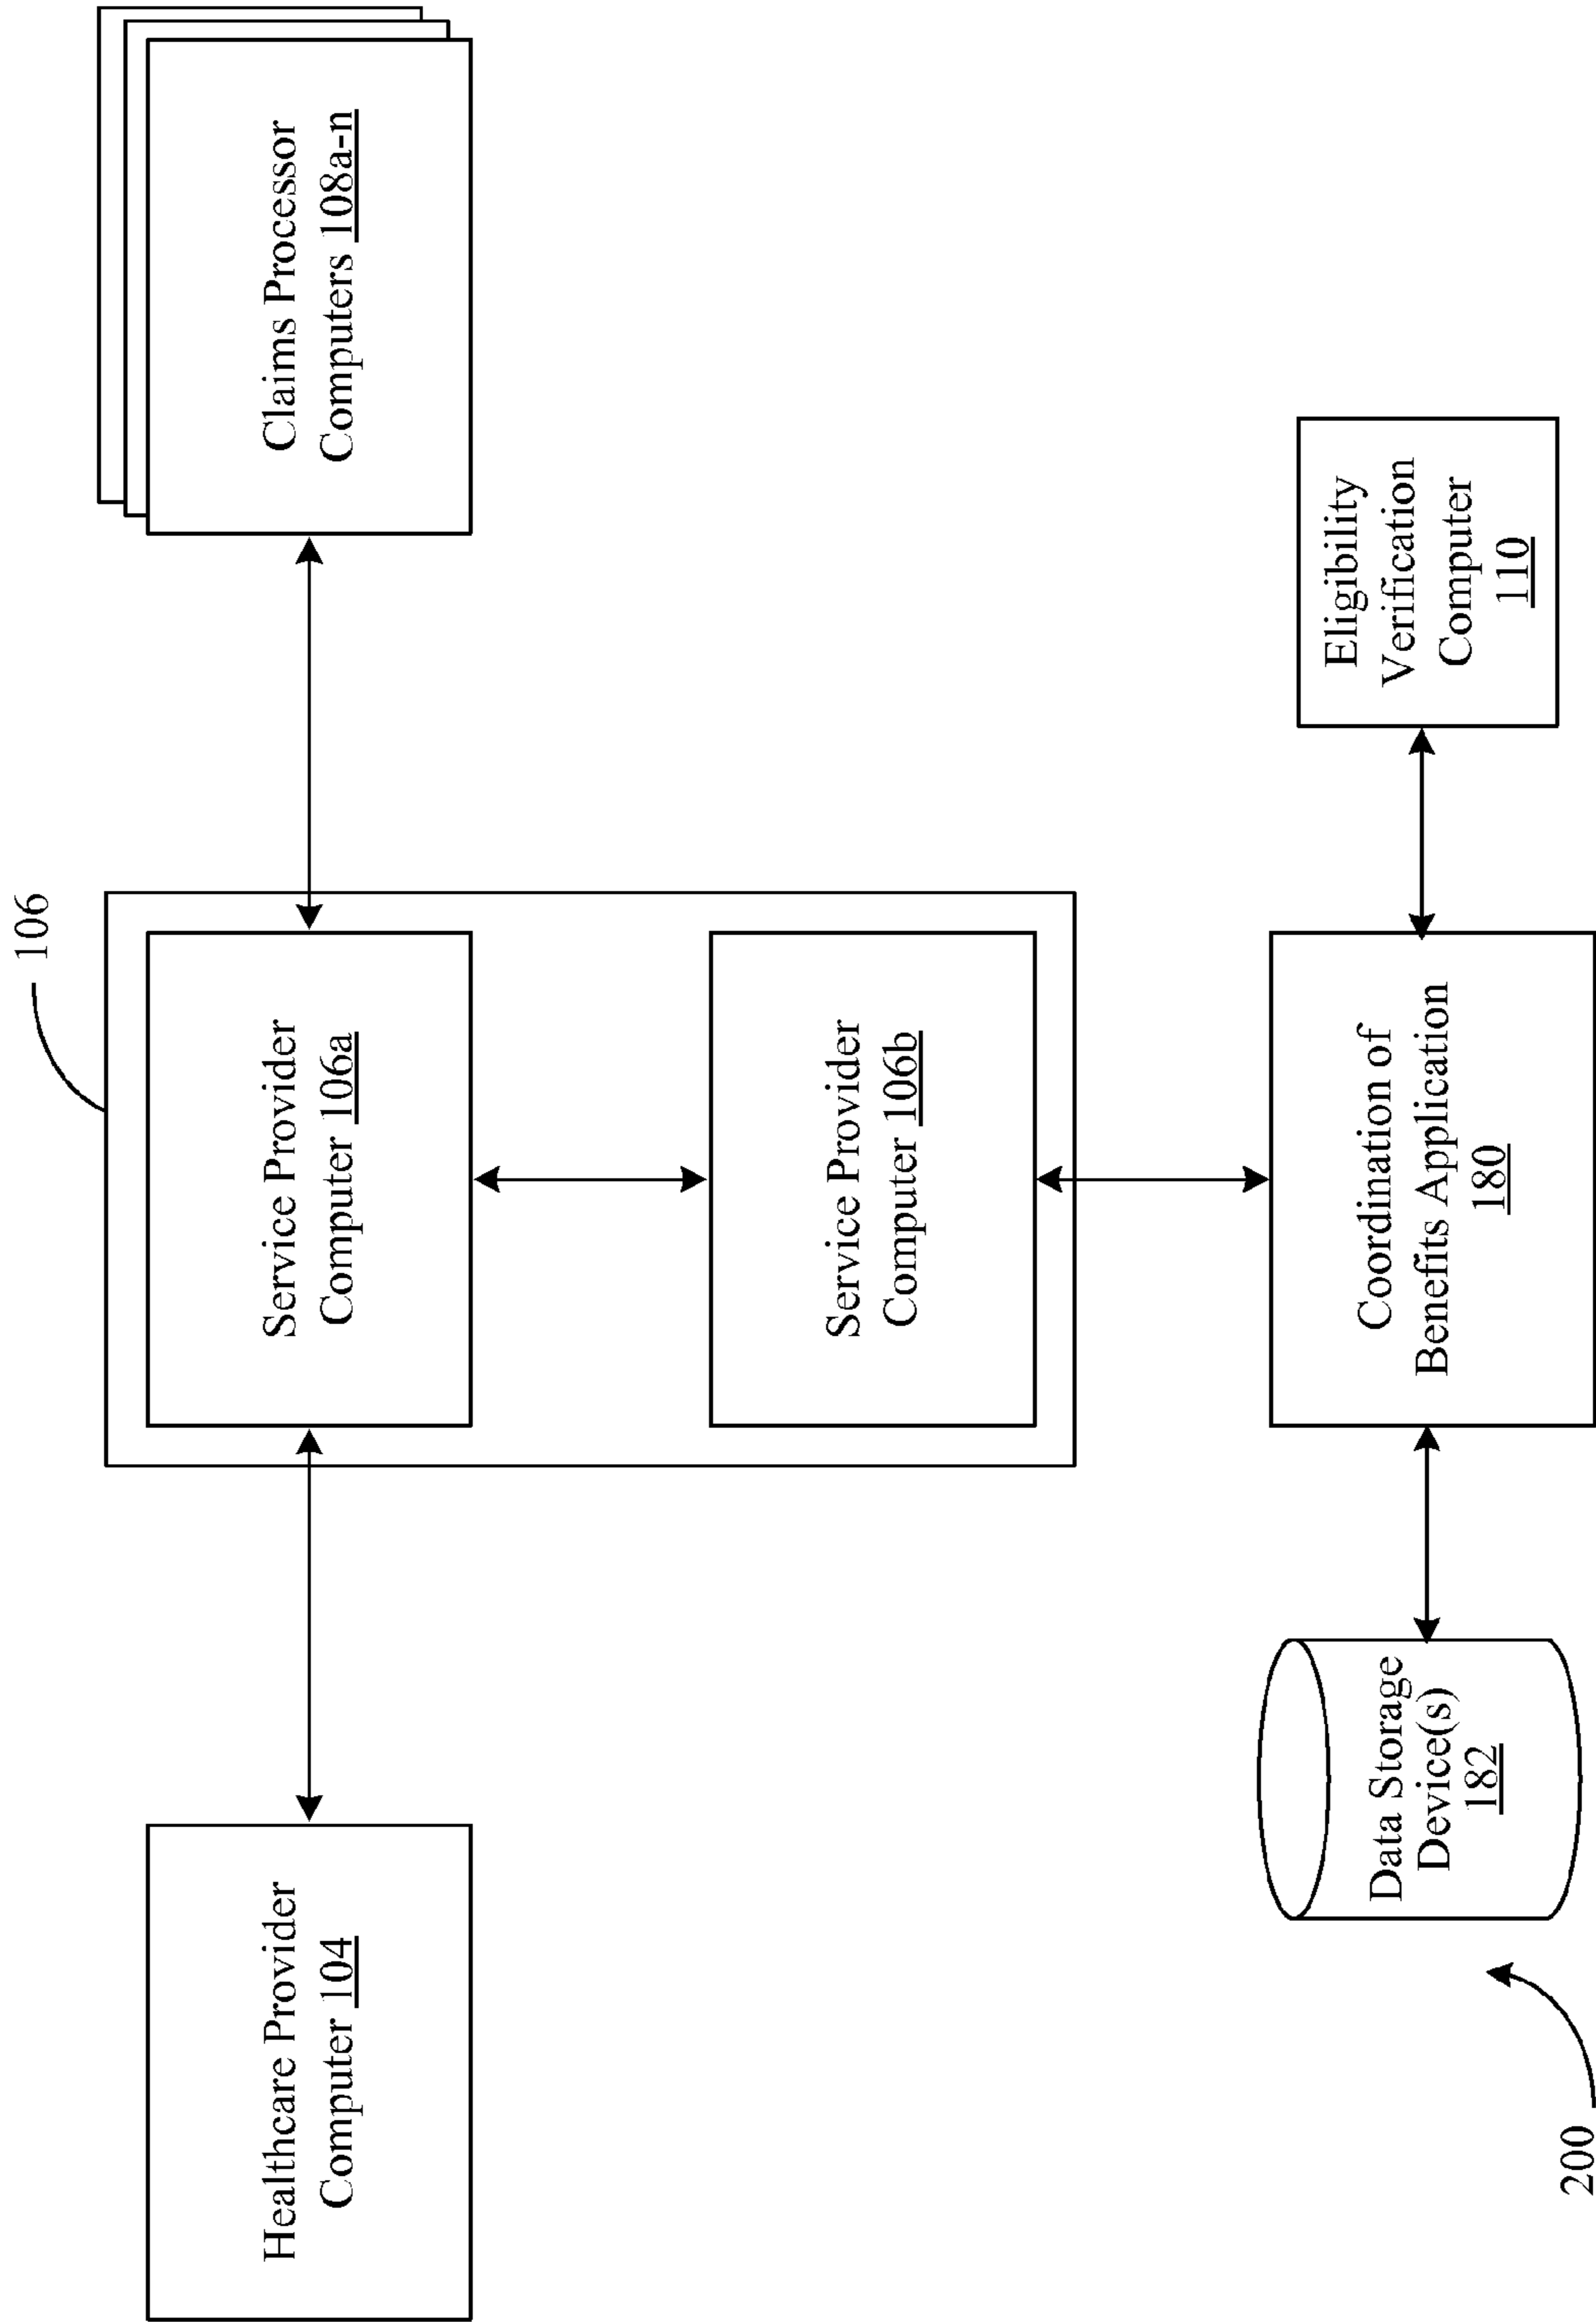 106
Healthcare Provider
Computer 104
Service Provider
Computer 106a
Claims Processor
Computers 108a-n
Service Provider
Computer 106b
Data Storage
Device(s)
182
Coordination of
Benefits Application
180
Eligibility
Verification
Computer
110
200